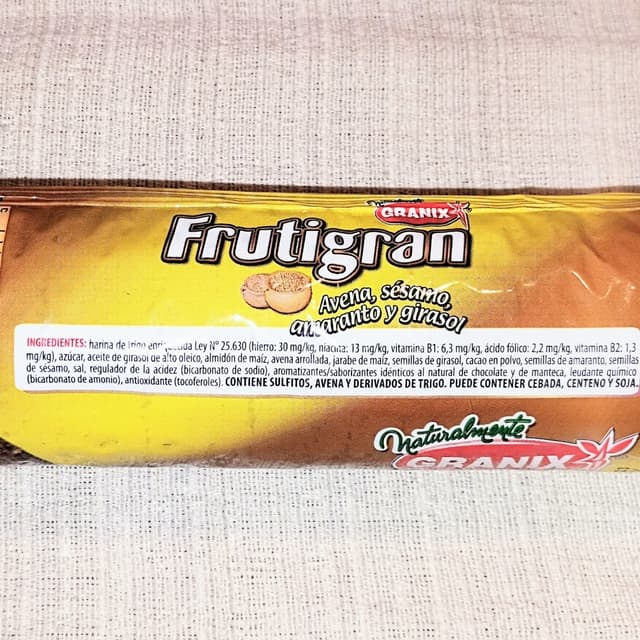 GRANIX
Frutigran
Avena, sésamo,
amaranto y girasol
INGREDIENTES: harina de trigo enriquecida Ley N° 25.630 (hierro: 30 mg/kg, niacina: 13 mg/kg, vitamina B1: 6,3 mg/kg, ácido fólico: 2,2 mg/kg, vitamina B2: 1,3
mg/kg), azúcar, aceite de girasol de alto oleico, almidón de maíz, avena arrollada, jarabe de maíz, semillas de girasol, cacao en polvo, semillas de amaranto, semillas
de sésamo, sal, regulador de la acidez (bicarbonato de sodio), aromatizantes/saborizantes idénticos al natural de chocolate y de manteca, leudante químico
(bicarbonato de amonio), antioxidante (tocoferoles). CONTIENE SULFITOS, AVENA Y DERIVADOS DE TRIGO. PUEDE CONTENER CEBADA, CENTENO Y SOJA.
Naturalmente
GRANIX